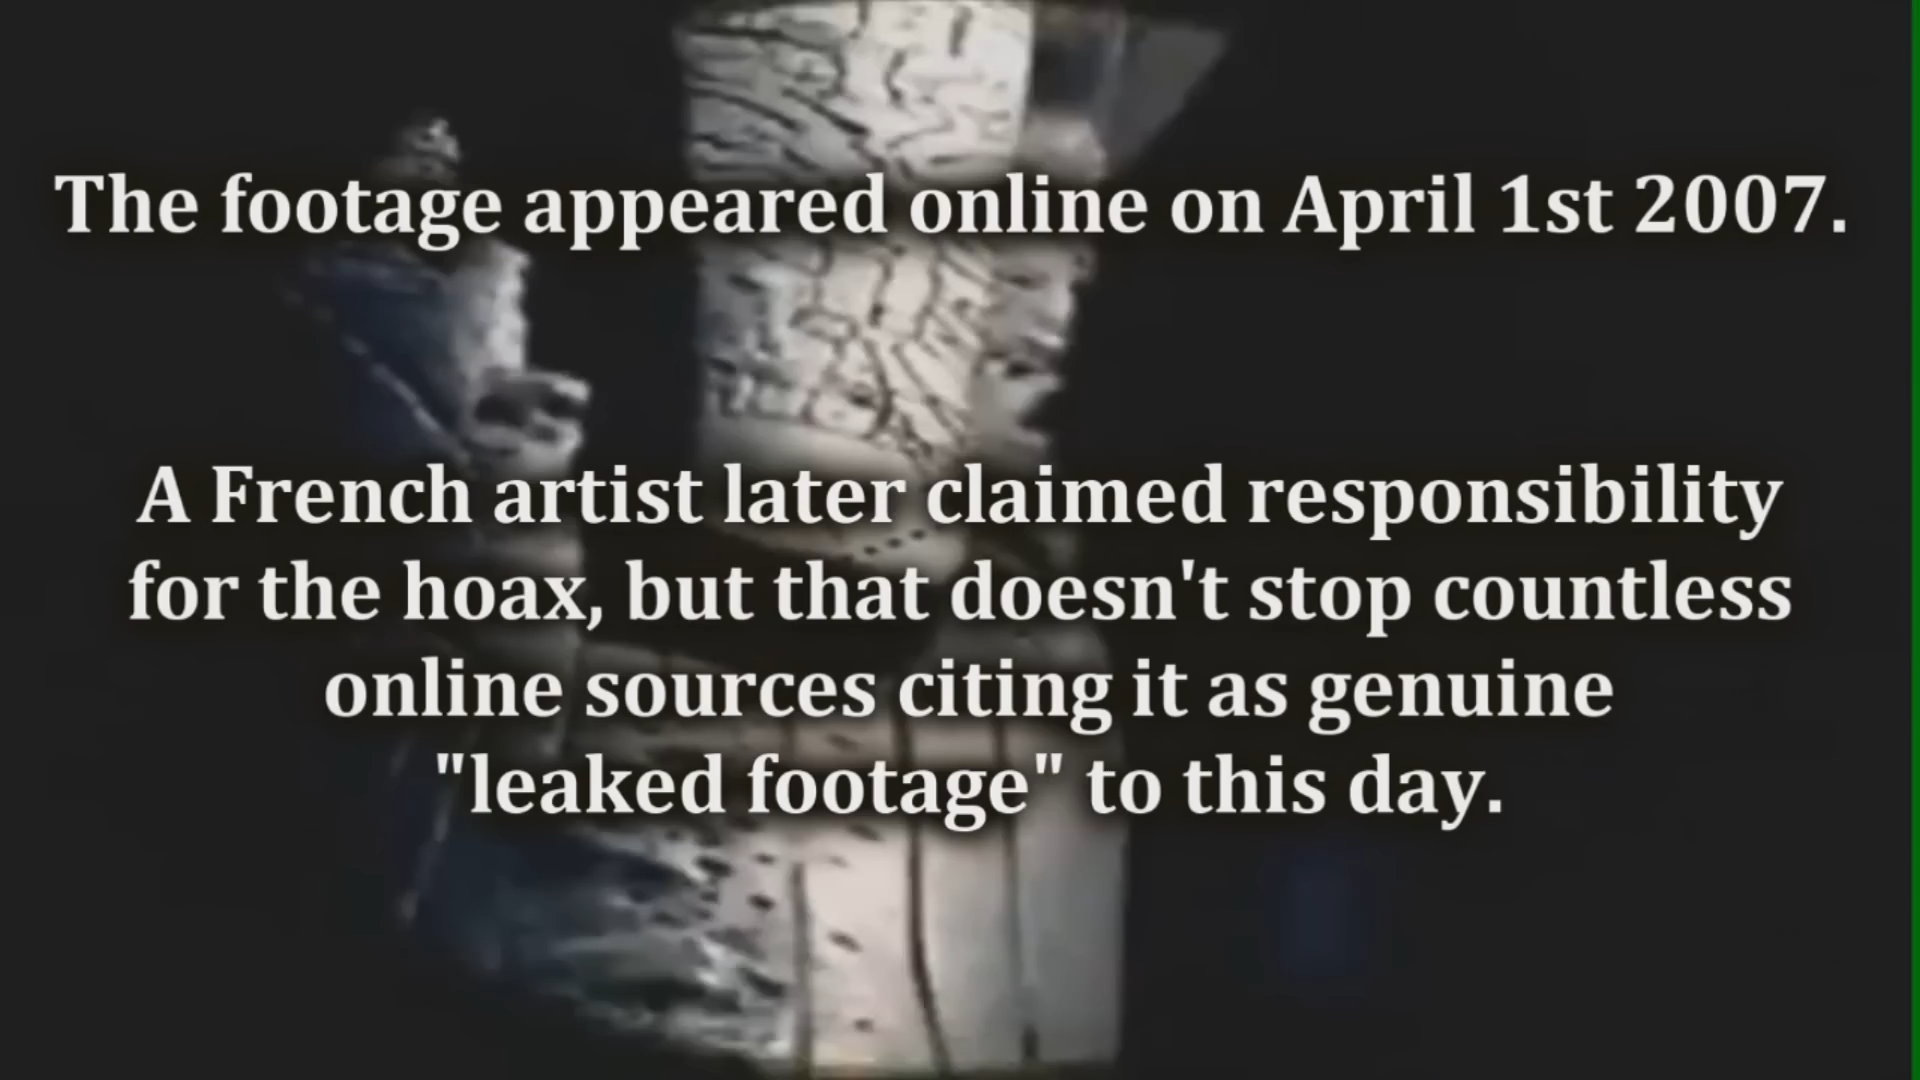 The footage appeared online on April 1st 2007.
A French artist later claimed responsibility
for the hoax, but that doesn't stop countless
online sources citing it as genuine
"leaked footage" to this day.